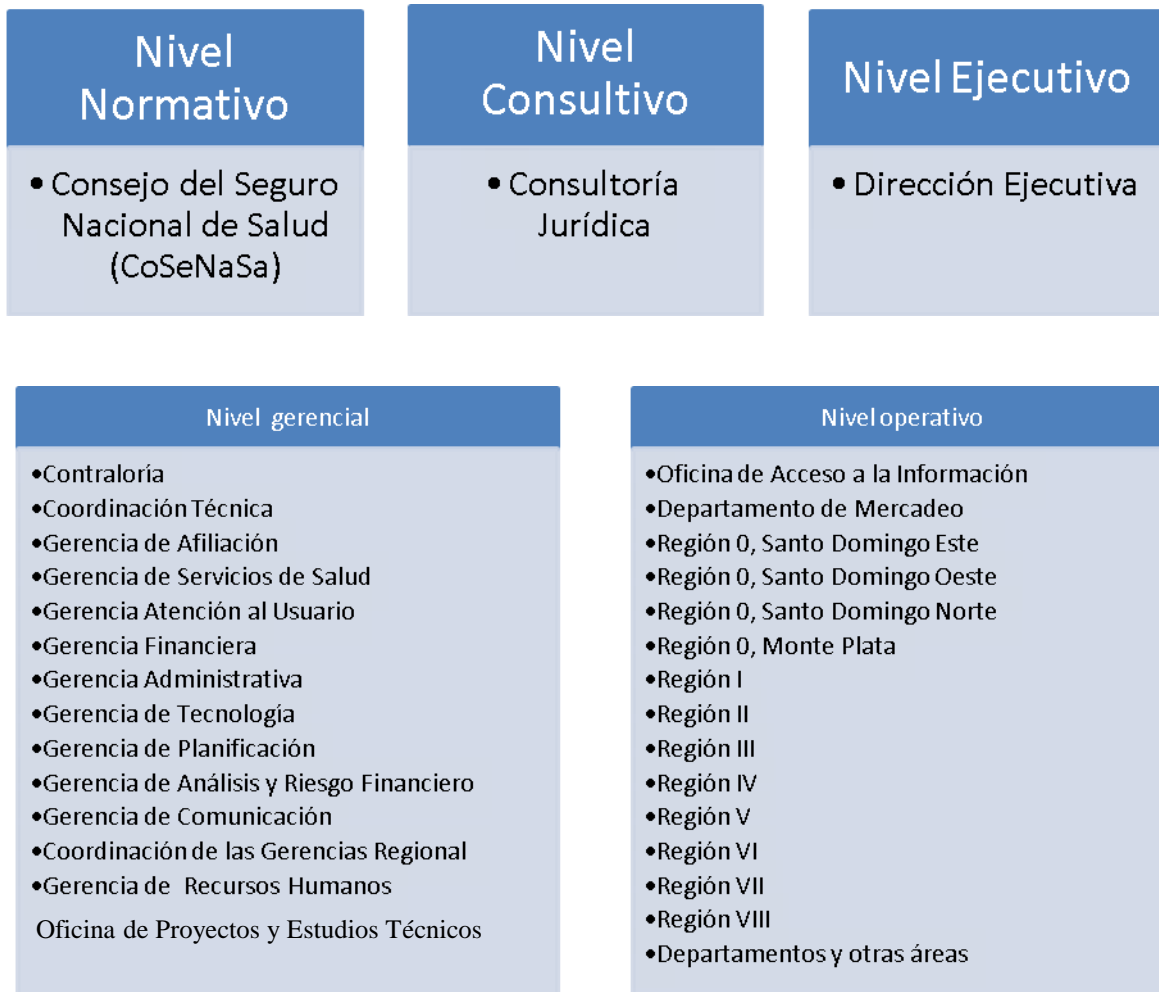 Nivel
Normativo
• Consejo del Seguro
Nacional de Salud
(CoSeNaSa)
Nivel
Consultivo
• Consultoría
Jurídica
Nivel Ejecutivo
• Dirección Ejecutiva
Nivel gerencial
•Contraloría
•Coordinación Técnica
•Gerencia de Afiliación
•Gerencia de Servicios de Salud
•Gerencia Atención al Usuario
•Gerencia Financiera
•Gerencia Administrativa
•Gerencia de Tecnología
•Gerencia de Planificación
•Gerencia de Análisis y Riesgo Financiero
•Gerencia de Comunicación
•Coordinación de las Gerencias Regional
•Gerencia de Recursos Humanos
Oficina de Proyectos y Estudios Técnicos
Nivel operativo
•Oficina de Acceso a la Información
•Departamento de Mercadeo
•Región 0, Santo Domingo Este
•Región 0, Santo Domingo Oeste
•Región 0, Santo Domingo Norte
•Región 0, Monte Plata
•Región I
•Región II
•Región III
•Región IV
•Región V
•Región VI
•Región VII
•Región VIII
•Departamentos y otras áreas